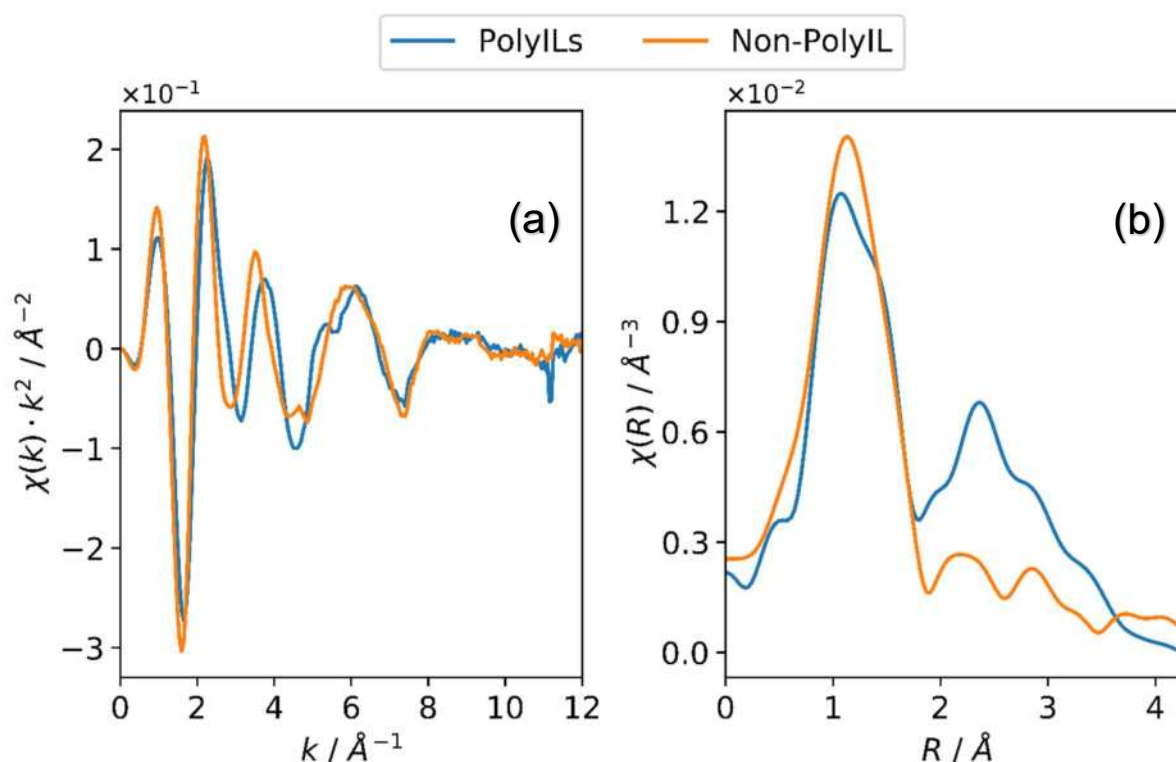 PolyILs Non-PolyIL
×10⁻¹
2
1
0
−1
−2
−3
χ(k) · k² / Å⁻²
(a)
0 2 4 6 8 10 12
k / Å⁻¹
×10⁻²
1.2
0.9
0.6
0.3
0.0
χ(R) / Å⁻³
(b)
0 1 2 3 4
R / Å